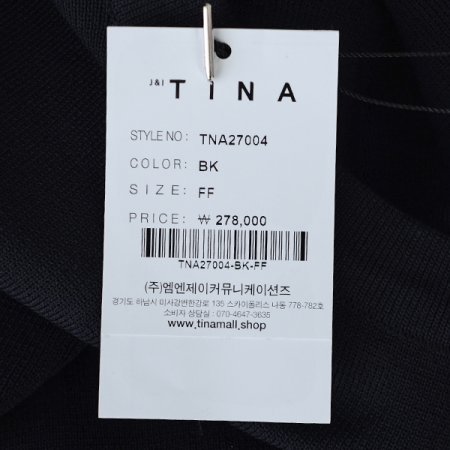 J&I
TINA
STYLE NO : TNA27004
COLOR: BK
SIZE: FF
PRICE: ₩ 278,000
TNA27004-BK-FF
(주)엠엔제이커뮤니케이션즈
경기도 하남시 미사강변한강로 135 스카이폴리스 나동 778-782호
소비자 상담실 : 070-4647-3635
www.tinamall.shop